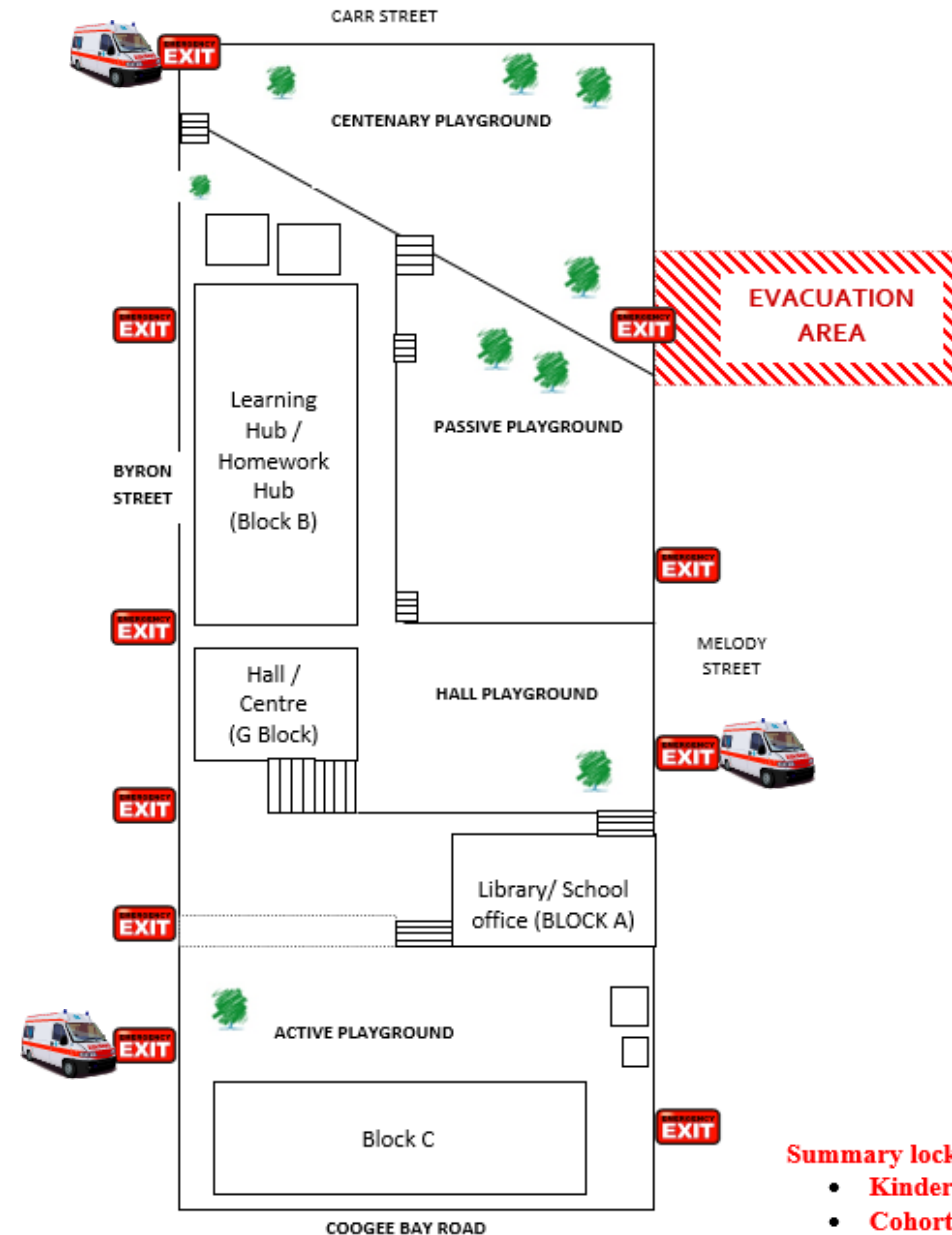 CARR STREET
EMERGENCY
EXIT
CENTENARY PLAYGROUND
EVACUATION
AREA
EMERGENCY
EXIT
EMERGENCY
EXIT
Learning
Hub /
Homework
Hub
(Block B)
PASSIVE PLAYGROUND
BYRON
STREET
EMERGENCY
EXIT
EMERGENCY
EXIT
MELODY
STREET
Hall /
Centre
(G Block)
HALL PLAYGROUND
EMERGENCY
EXIT
EMERGENCY
EXIT
Library/ School
office (BLOCK A)
EMERGENCY
EXIT
ACTIVE PLAYGROUND
EMERGENCY
EXIT
Block C
EMERGENCY
EXIT
COOGEE BAY ROAD
Summary lock
• Kinder
• Cohort